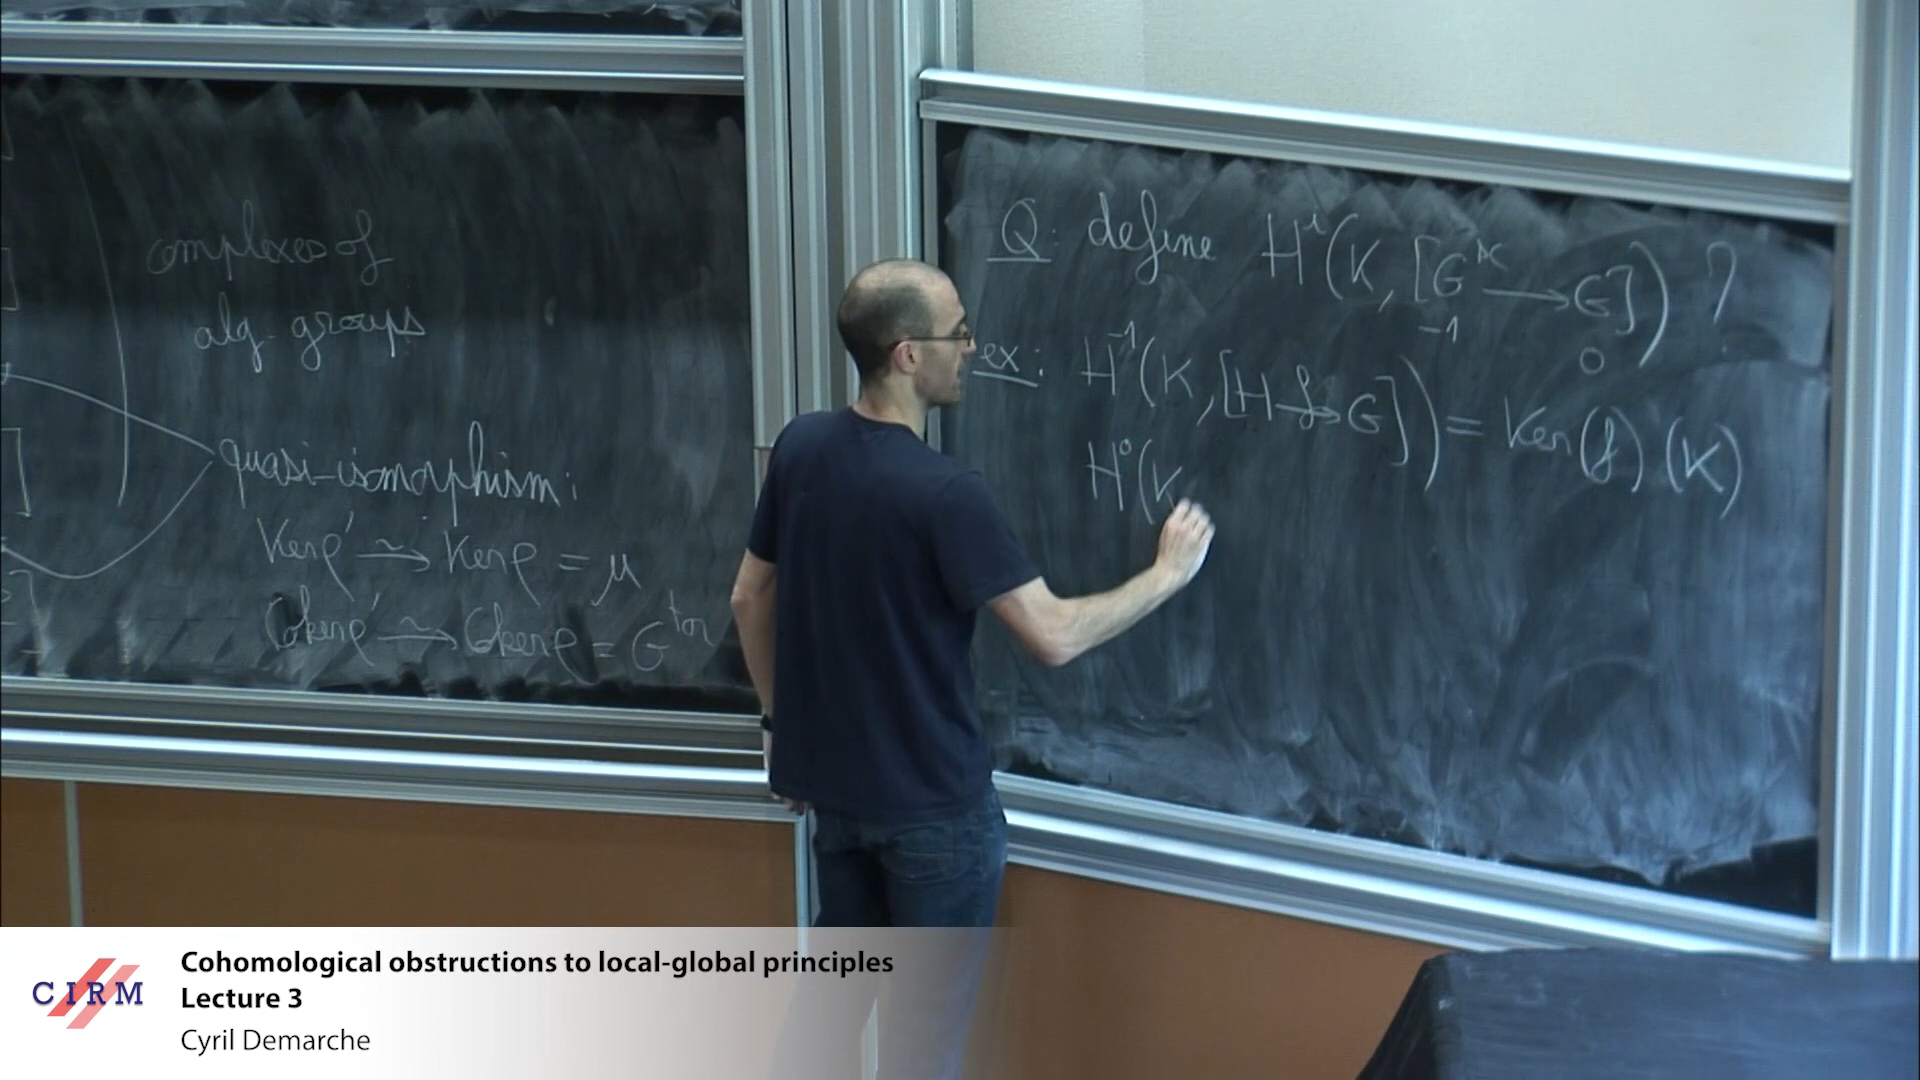 complexes of
alg. groups
quasi-isomorphism:
Ker ρ' ⥲ Ker ρ = μ
Coker ρ' ⥲ Coker ρ = G^tor
Q: define H^i(K, [G^sc → G]) ?
-1 0
ex: H^-1(K, [H -f→ G]) = Ker(f)(K)
H^0(K
CIRM
Cohomological obstructions to local-global principles
Lecture 3
Cyril Demarche